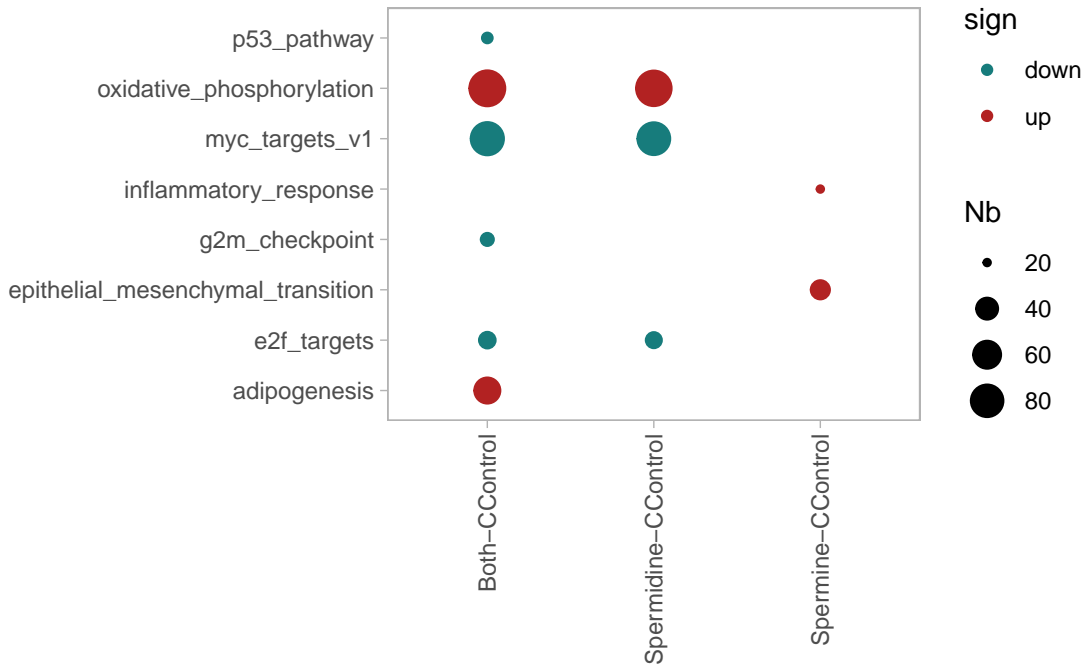 p53_pathway
oxidative_phosphorylation
myc_targets_v1
inflammatory_response
g2m_checkpoint
epithelial_mesenchymal_transition
e2f_targets
adipogenesis
Both−CControl
Spermidine−CControl
Spermine−CControl
sign
down
up
Nb
20
40
60
80